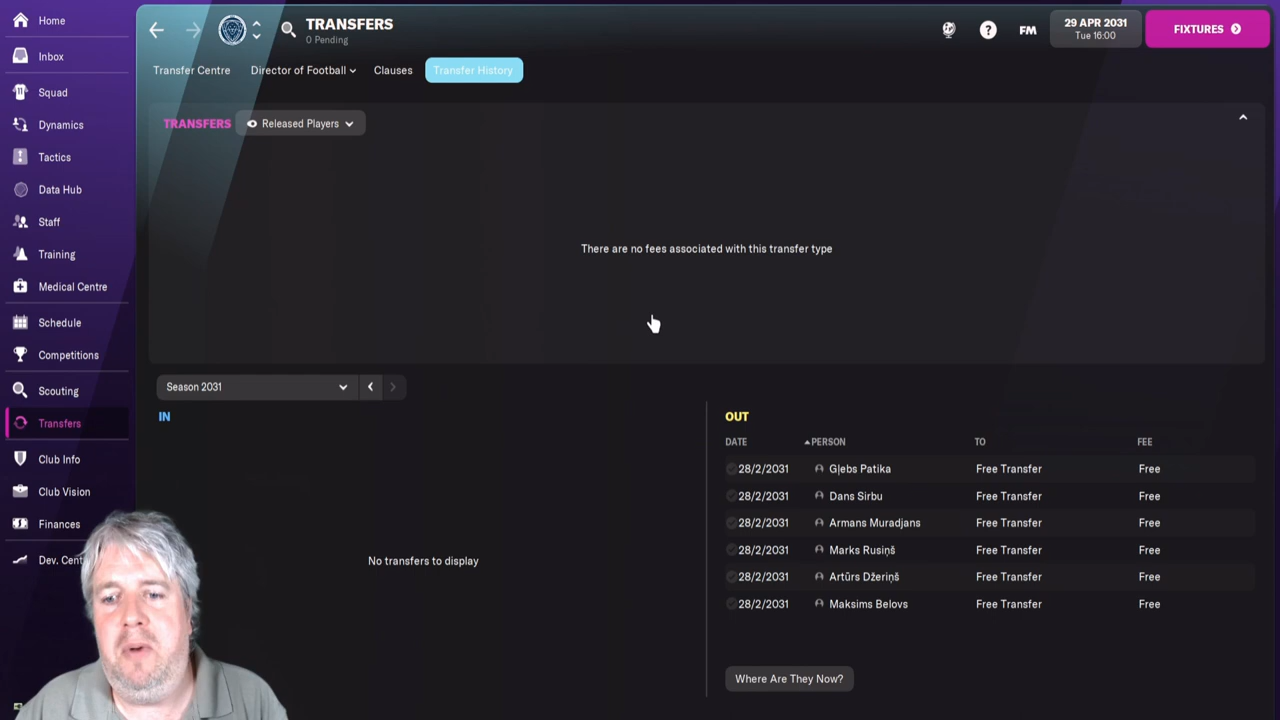 Home
Inbox
Squad
Dynamics
Tactics
Data Hub
Staff
Training
Medical Centre
Schedule
Competitions
Scouting
Transfers
Club Info
Club Vision
Finances
Dev. Cent
TRANSFERS
0 Pending
FM
29 APR 2031
Tue 16:00
FIXTURES
Transfer Centre
Director of Football
Clauses
Transfer History
TRANSFERS
Released Players
There are no fees associated with this transfer type
Season 2031
IN
No transfers to display
OUT
DATE PERSON TO FEE
28/2/2031 Gļebs Patika Free Transfer Free
28/2/2031 Dans Sirbu Free Transfer Free
28/2/2031 Armans Muradjans Free Transfer Free
28/2/2031 Marks Rusiņš Free Transfer Free
28/2/2031 Artūrs Džeriņš Free Transfer Free
28/2/2031 Maksims Belovs Free Transfer Free
Where Are They Now?